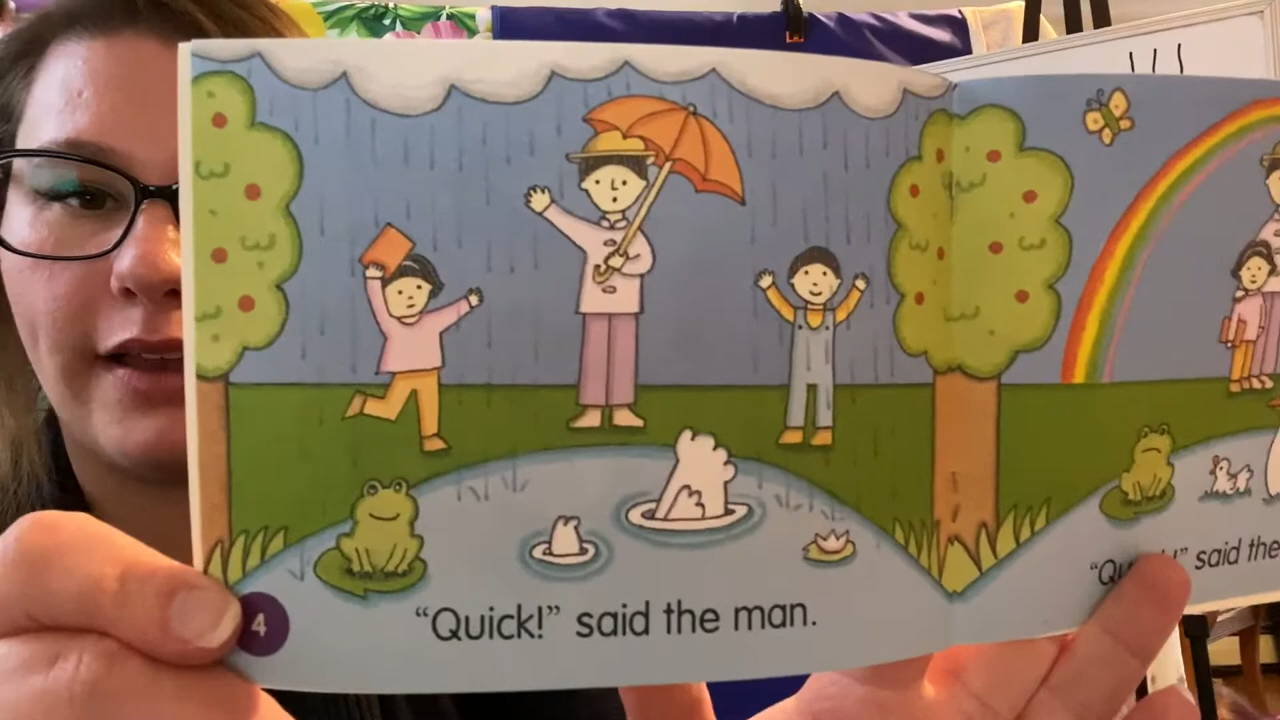 "Quick!" said the man.
4
said the